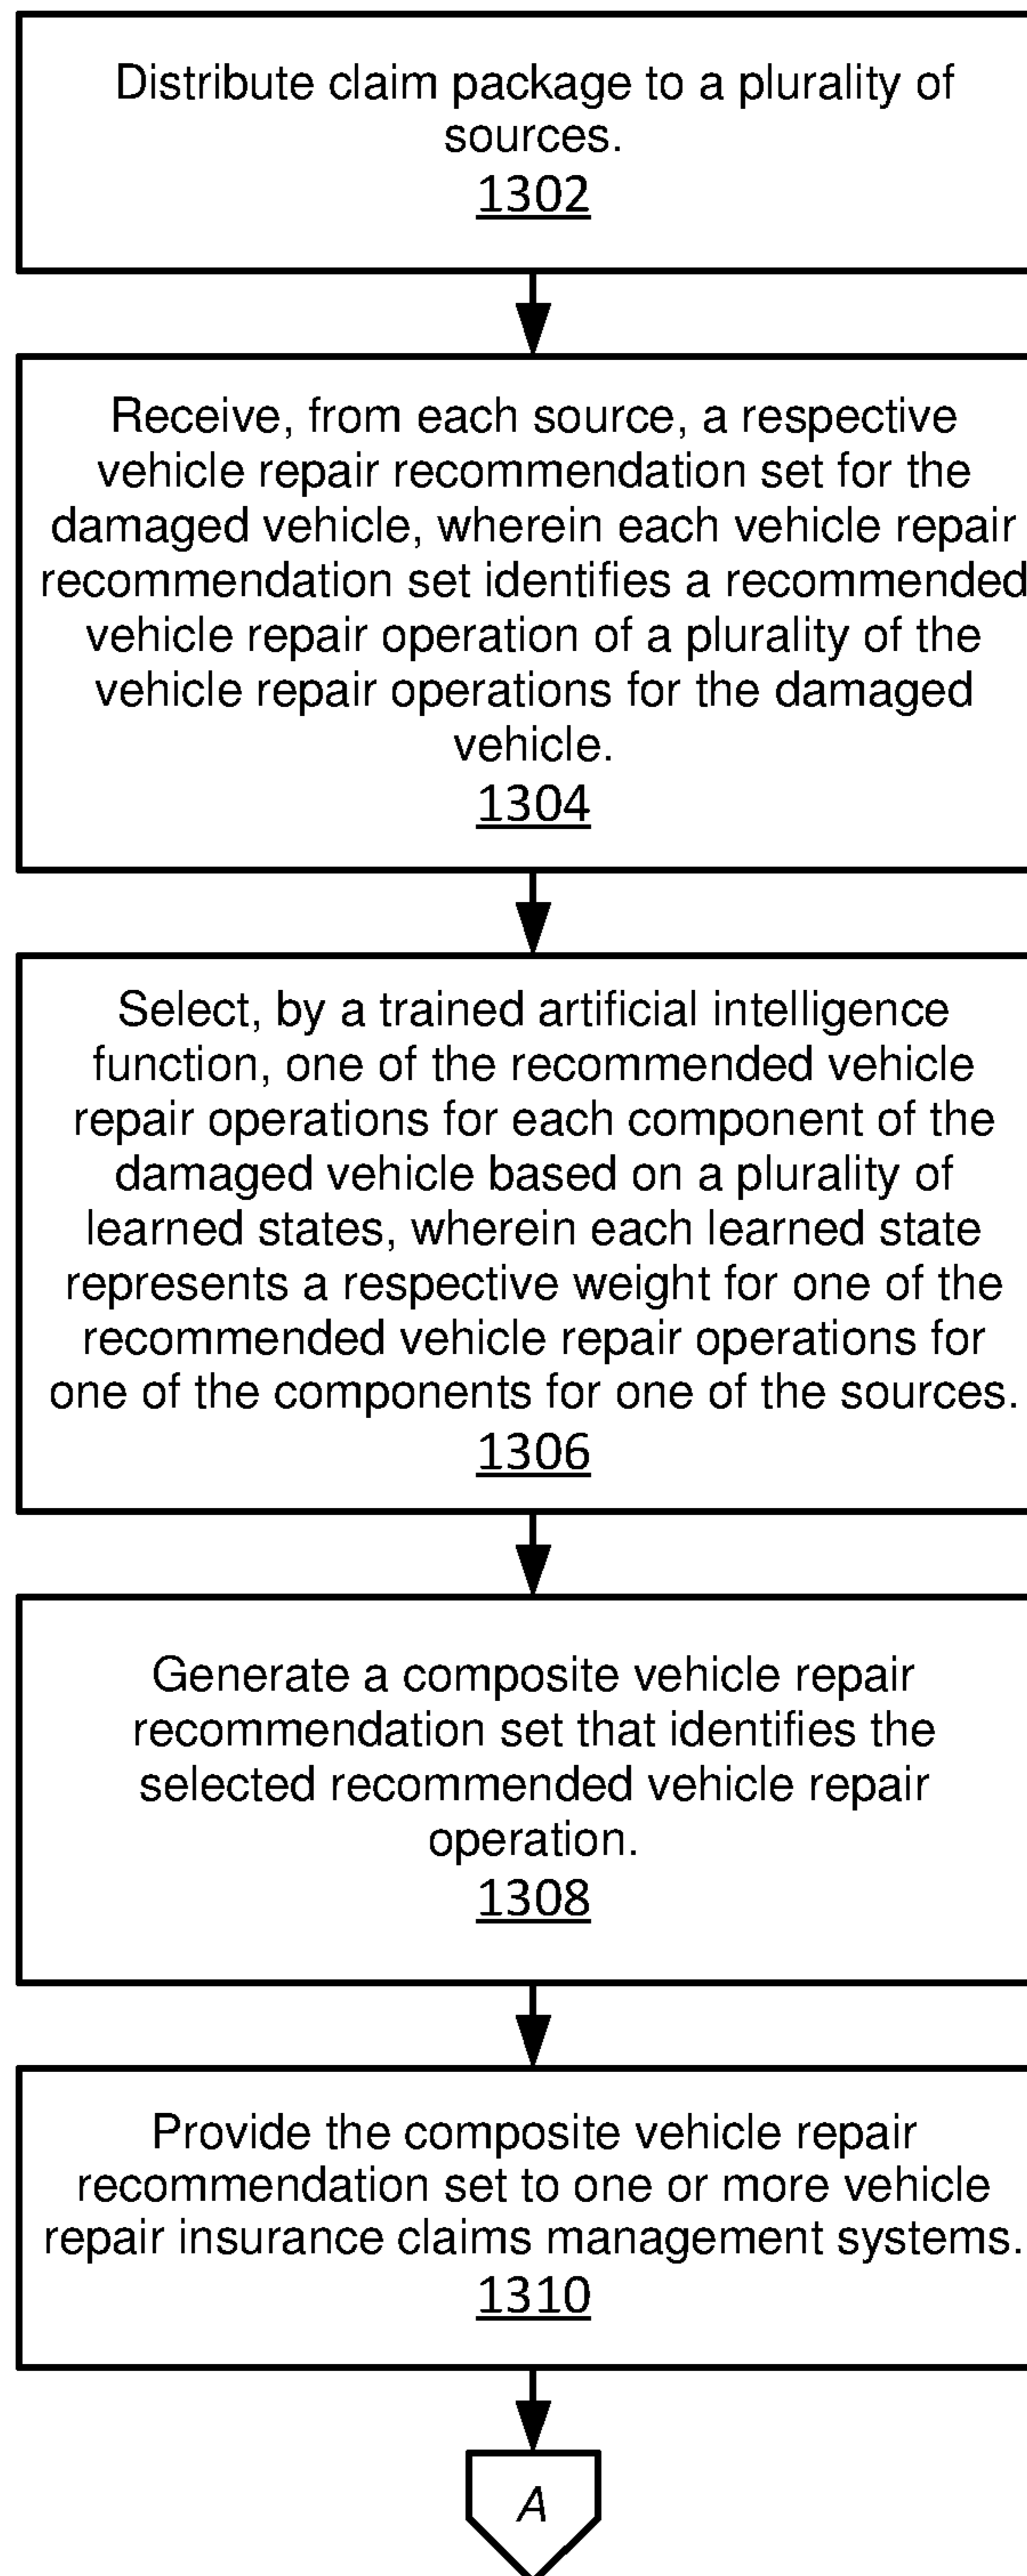 Distribute claim package to a plurality of
sources.
1302
Receive, from each source, a respective
vehicle repair recommendation set for the
damaged vehicle, wherein each vehicle repair
recommendation set identifies a recommended
vehicle repair operation of a plurality of the
vehicle repair operations for the damaged
vehicle.
1304
Select, by a trained artificial intelligence
function, one of the recommended vehicle
repair operations for each component of the
damaged vehicle based on a plurality of
learned states, wherein each learned state
represents a respective weight for one of the
recommended vehicle repair operations for
one of the components for one of the sources.
1306
Generate a composite vehicle repair
recommendation set that identifies the
selected recommended vehicle repair
operation.
1308
Provide the composite vehicle repair
recommendation set to one or more vehicle
repair insurance claims management systems.
1310
A